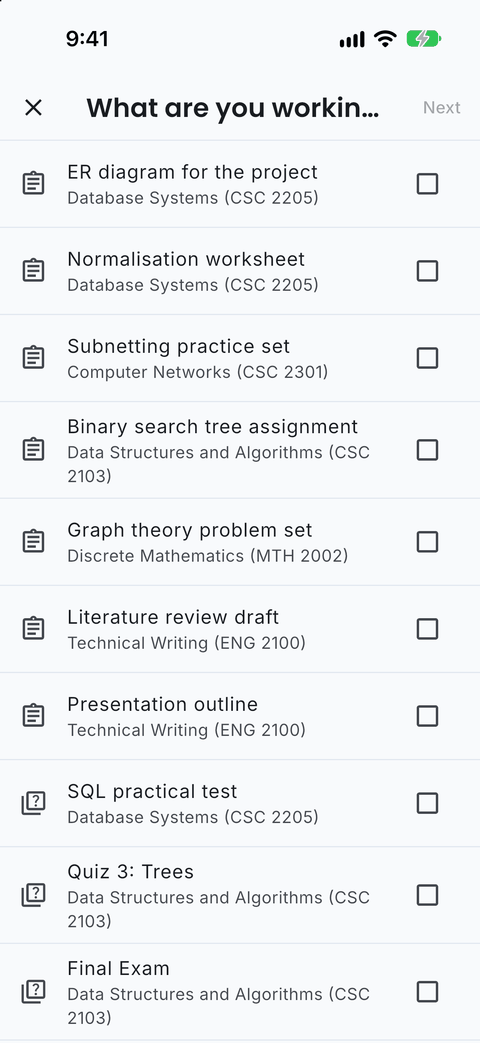 9:41
What are you workin...
Next
ER diagram for the project
Database Systems (CSC 2205)
Normalisation worksheet
Database Systems (CSC 2205)
Subnetting practice set
Computer Networks (CSC 2301)
Binary search tree assignment
Data Structures and Algorithms (CSC
2103)
Graph theory problem set
Discrete Mathematics (MTH 2002)
Literature review draft
Technical Writing (ENG 2100)
Presentation outline
Technical Writing (ENG 2100)
SQL practical test
Database Systems (CSC 2205)
Quiz 3: Trees
Data Structures and Algorithms (CSC
2103)
Final Exam
Data Structures and Algorithms (CSC
2103)